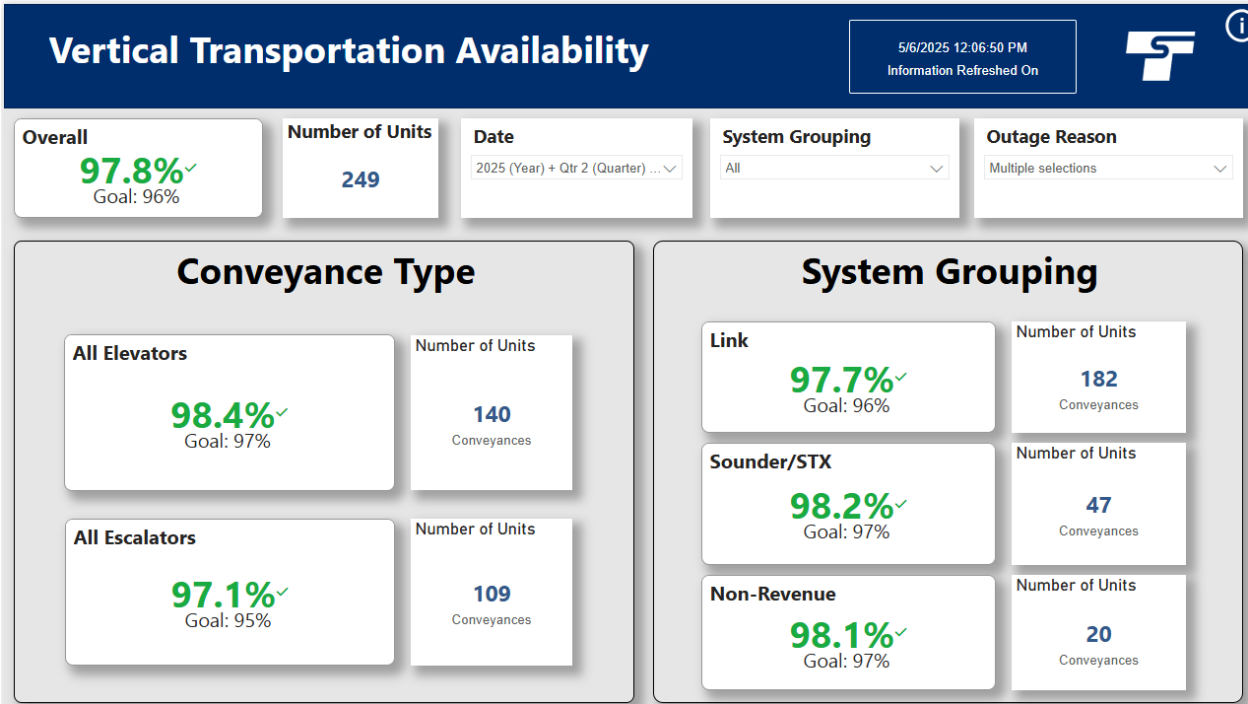 Vertical Transportation Availability
5/6/2025 12:06:50 PM
Information Refreshed On
Overall
97.8%
Goal: 96%
Number of Units
249
Date
2025 (Year) + Qtr 2 (Quarter) ...
System Grouping
All
Outage Reason
Multiple selections
Conveyance Type
All Elevators
98.4%
Goal: 97%
Number of Units
140
Conveyances
All Escalators
97.1%
Goal: 95%
Number of Units
109
Conveyances
System Grouping
Link
97.7%
Goal: 96%
Number of Units
182
Conveyances
Sounder/STX
98.2%
Goal: 97%
Number of Units
47
Conveyances
Non-Revenue
98.1%
Goal: 97%
Number of Units
20
Conveyances